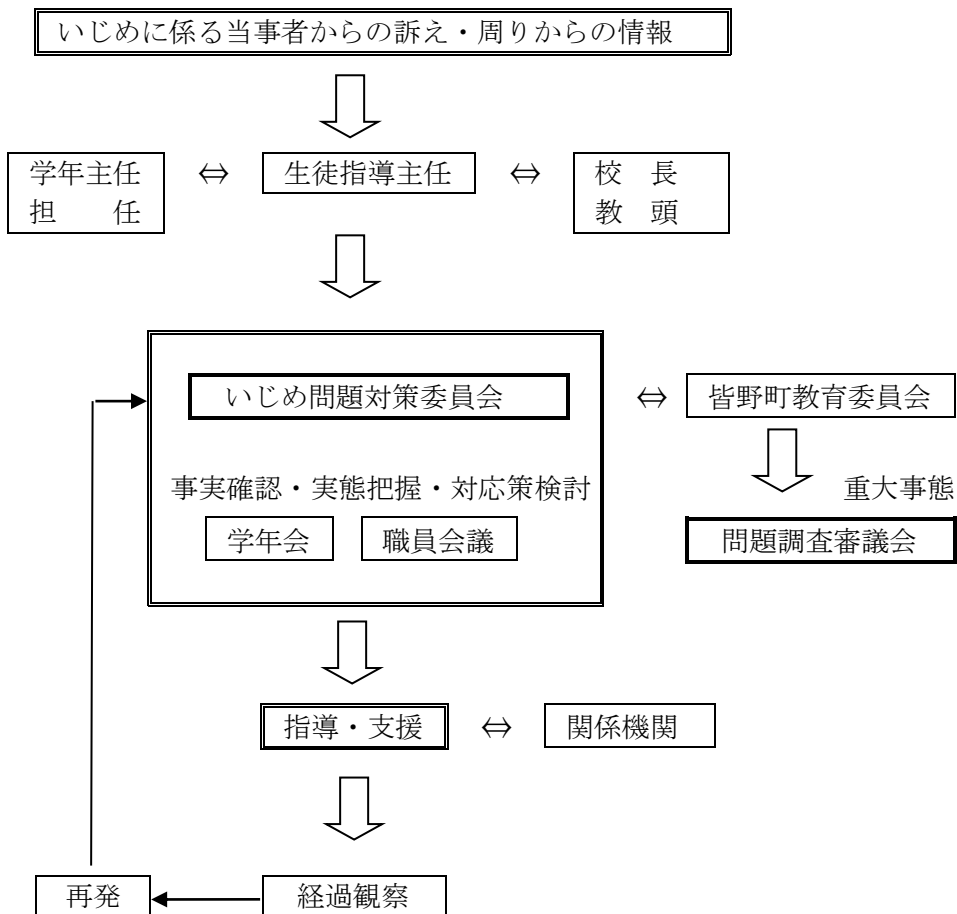 いじめに係る当事者からの訴え・周りからの情報
学年主任
担　　任
⇔
生徒指導主任
⇔
校　長
教　頭
いじめ問題対策委員会
⇔
皆野町教育委員会
事実確認・実態把握・対応策検討
重大事態
学年会
職員会議
問題調査審議会
指導・支援
⇔
関係機関
再発
経過観察